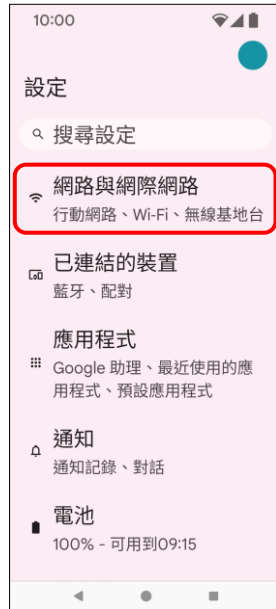 10:00
設定
搜尋設定
網路與網際網路
行動網路、Wi-Fi、無線基地台
已連結的裝置
藍牙、配對
應用程式
Google 助理、最近使用的應
用程式、預設應用程式
通知
通知記錄、對話
電池
100% - 可用到09:15